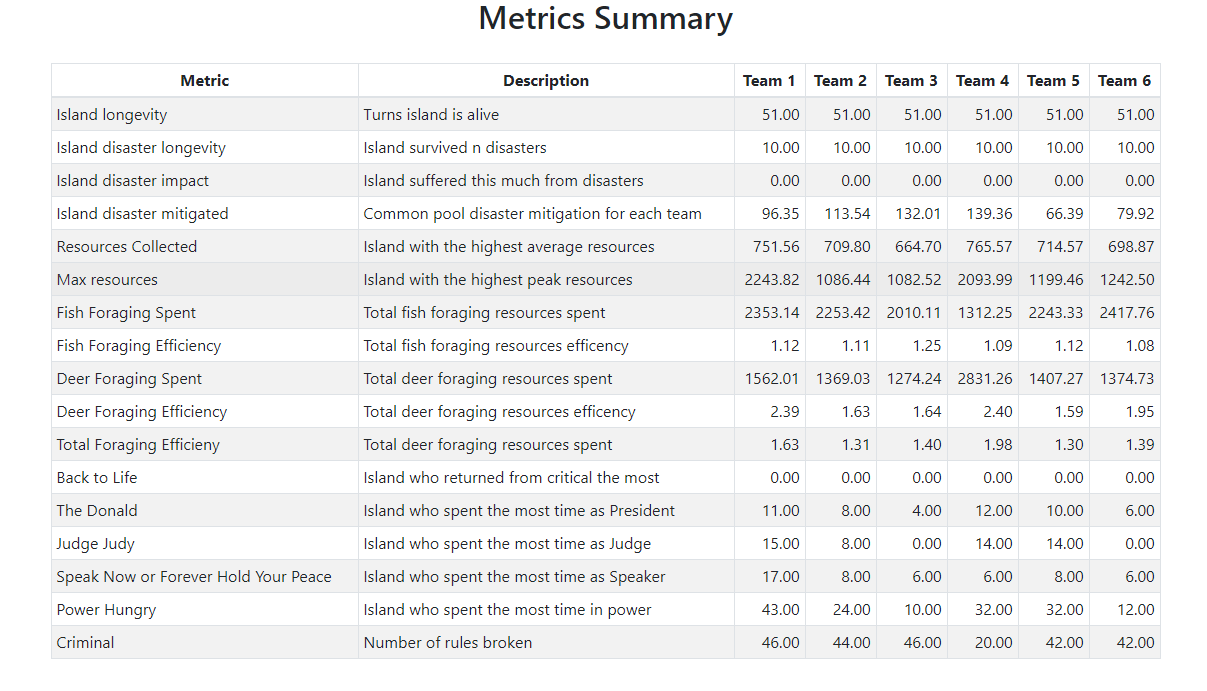 Metrics Summary
Metric Description Team 1 Team 2 Team 3 Team 4 Team 5 Team 6
Island longevity Turns island is alive 51.00 51.00 51.00 51.00 51.00 51.00
Island disaster longevity Island survived n disasters 10.00 10.00 10.00 10.00 10.00 10.00
Island disaster impact Island suffered this much from disasters 0.00 0.00 0.00 0.00 0.00 0.00
Island disaster mitigated Common pool disaster mitigation for each team 96.35 113.54 132.01 139.36 66.39 79.92
Resources Collected Island with the highest average resources 751.56 709.80 664.70 765.57 714.57 698.87
Max resources Island with the highest peak resources 2243.82 1086.44 1082.52 2093.99 1199.46 1242.50
Fish Foraging Spent Total fish foraging resources spent 2353.14 2253.42 2010.11 1312.25 2243.33 2417.76
Fish Foraging Efficiency Total fish foraging resources efficency 1.12 1.11 1.25 1.09 1.12 1.08
Deer Foraging Spent Total deer foraging resources spent 1562.01 1369.03 1274.24 2831.26 1407.27 1374.73
Deer Foraging Efficiency Total deer foraging resources efficency 2.39 1.63 1.64 2.40 1.59 1.95
Total Foraging Efficieny Total deer foraging resources spent 1.63 1.31 1.40 1.98 1.30 1.39
Back to Life Island who returned from critical the most 0.00 0.00 0.00 0.00 0.00 0.00
The Donald Island who spent the most time as President 11.00 8.00 4.00 12.00 10.00 6.00
Judge Judy Island who spent the most time as Judge 15.00 8.00 0.00 14.00 14.00 0.00
Speak Now or Forever Hold Your Peace Island who spent the most time as Speaker 17.00 8.00 6.00 6.00 8.00 6.00
Power Hungry Island who spent the most time in power 43.00 24.00 10.00 32.00 32.00 12.00
Criminal Number of rules broken 46.00 44.00 46.00 20.00 42.00 42.00